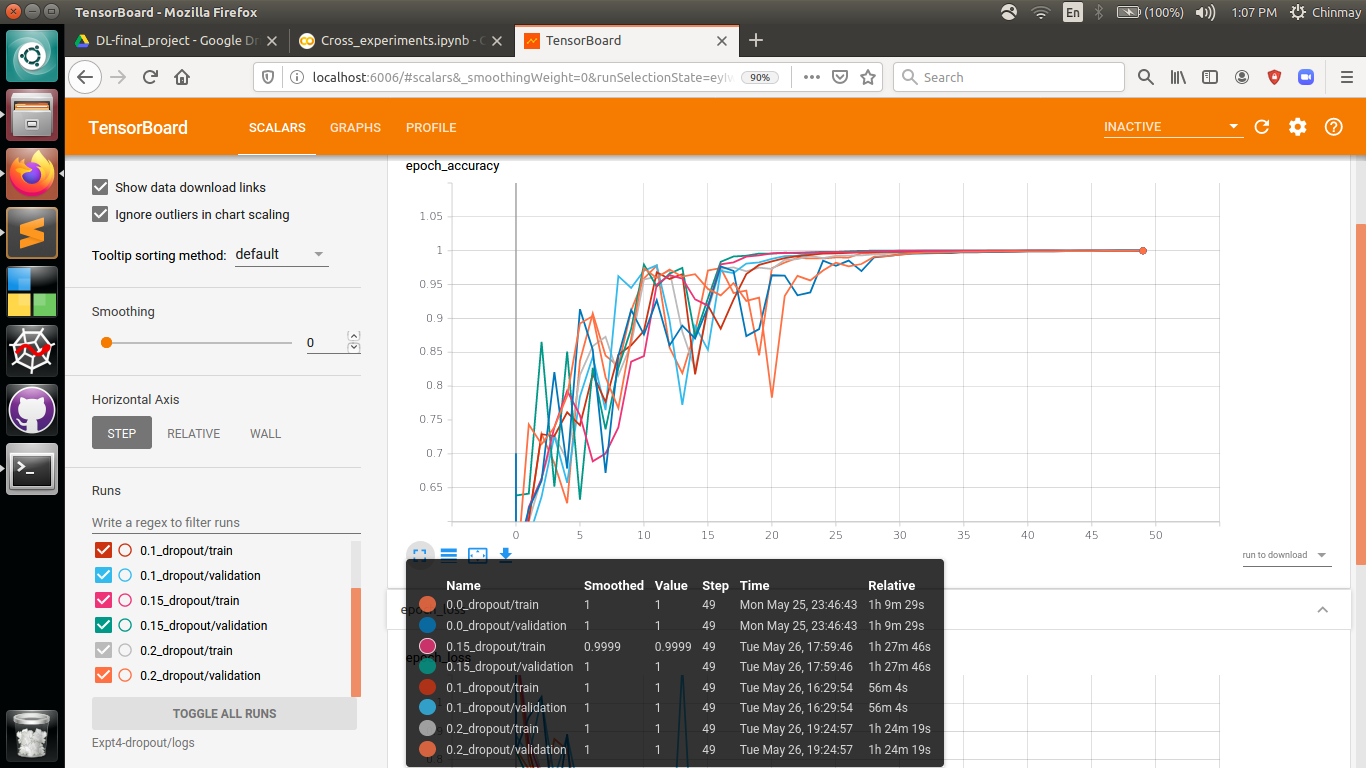 TensorBoard - Mozilla Firefox
En
(100%)
1:07 PM
Chinmay
DL-final_project - Google Dr
Cross_experiments.ipynb - C
TensorBoard
localhost:6006/#scalars&_smoothingWeight=0&runSelectionState=eyIw
90%
Search
TensorBoard
SCALARS
GRAPHS
PROFILE
INACTIVE
Show data download links
Ignore outliers in chart scaling
Tooltip sorting method: default
Smoothing
0
Horizontal Axis
STEP RELATIVE WALL
Runs
Write a regex to filter runs
0.1_dropout/train
0.1_dropout/validation
0.15_dropout/train
0.15_dropout/validation
0.2_dropout/train
0.2_dropout/validation
TOGGLE ALL RUNS
Expt4-dropout/logs
epoch_accuracy
1.05
1
0.95
0.9
0.85
0.8
0.75
0.7
0.65
0 5 10 15 20 25 30 35 40 45 50
run to download
epoch_loss
epoch_loss
Name Smoothed Value Step Time Relative
0.0_dropout/train 1 1 49 Mon May 25, 23:46:43 1h 9m 29s
0.0_dropout/validation 1 1 49 Mon May 25, 23:46:43 1h 9m 29s
0.15_dropout/train 0.9999 0.9999 49 Tue May 26, 17:59:46 1h 27m 46s
0.15_dropout/validation 1 1 49 Tue May 26, 17:59:46 1h 27m 46s
0.1_dropout/train 1 1 49 Tue May 26, 16:29:54 56m 4s
0.1_dropout/validation 1 1 49 Tue May 26, 16:29:54 56m 4s
0.2_dropout/train 1 1 49 Tue May 26, 19:24:57 1h 24m 19s
0.2_dropout/validation 1 1 49 Tue May 26, 19:24:57 1h 24m 19s